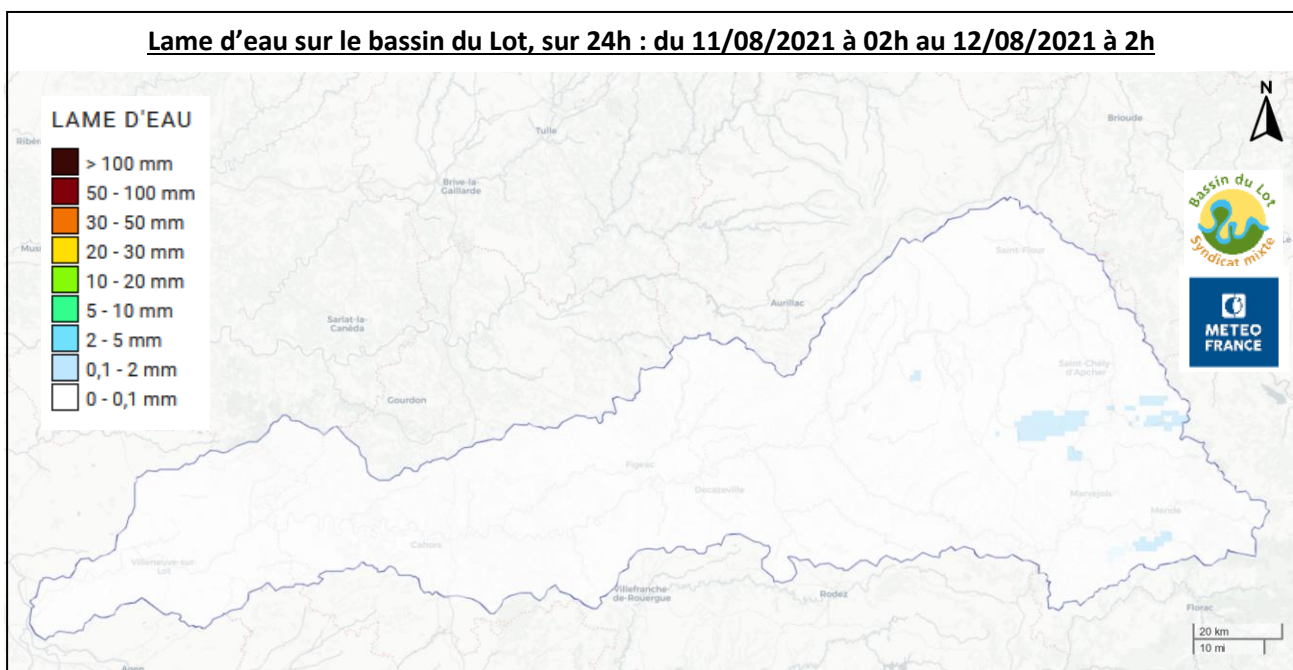 Lame d’eau sur le bassin du Lot, sur 24h : du 11/08/2021 à 02h au 12/08/2021 à 2h
LAME D'EAU
> 100 mm
50 - 100 mm
30 - 50 mm
20 - 30 mm
10 - 20 mm
5 - 10 mm
2 - 5 mm
0,1 - 2 mm
0 - 0,1 mm
N
Bassin du Lot
Syndicat mixte
METEO
FRANCE
Tulle
Brioude
Brive-la-
Gaillarde
Saint-Flour
Le
Aurillac
Sarlat-la-
Canéda
Saint-Chély
d'Apcher
Gourdon
Figeac
Decazeville
Marvejols
Mende
Cahors
Villeneuve-sur-
Lot
Villefranche
de-Rouergue
Rodez
Florac
Agen
20 km
10 mi